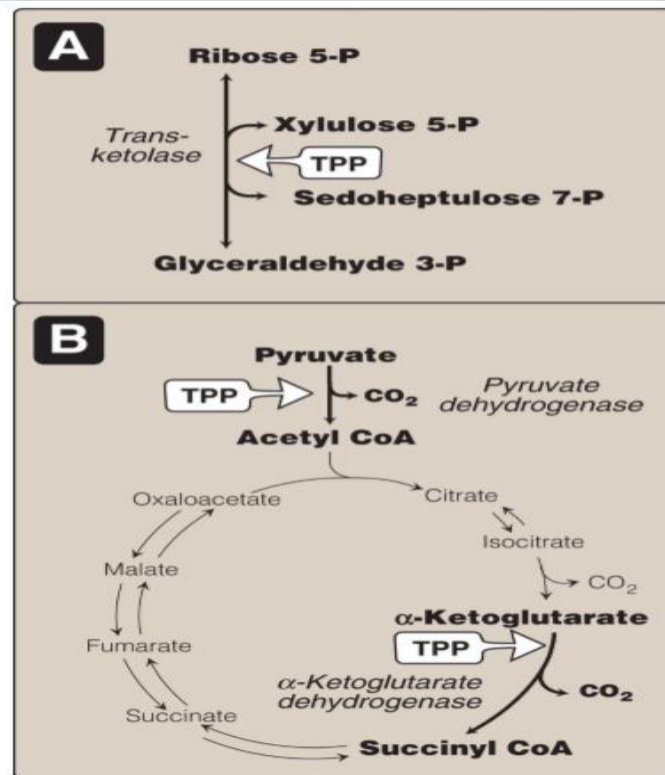 A
Ribose 5-P
Trans-
ketolase
Xylulose 5-P
TPP
Sedoheptulose 7-P
Glyceraldehyde 3-P
B
Pyruvate
TPP
CO₂
Pyruvate
dehydrogenase
Acetyl CoA
Oxaloacetate
Citrate
Isocitrate
Malate
CO₂
α-Ketoglutarate
Fumarate
TPP
α-Ketoglutarate
dehydrogenase
CO₂
Succinate
Succinyl CoA